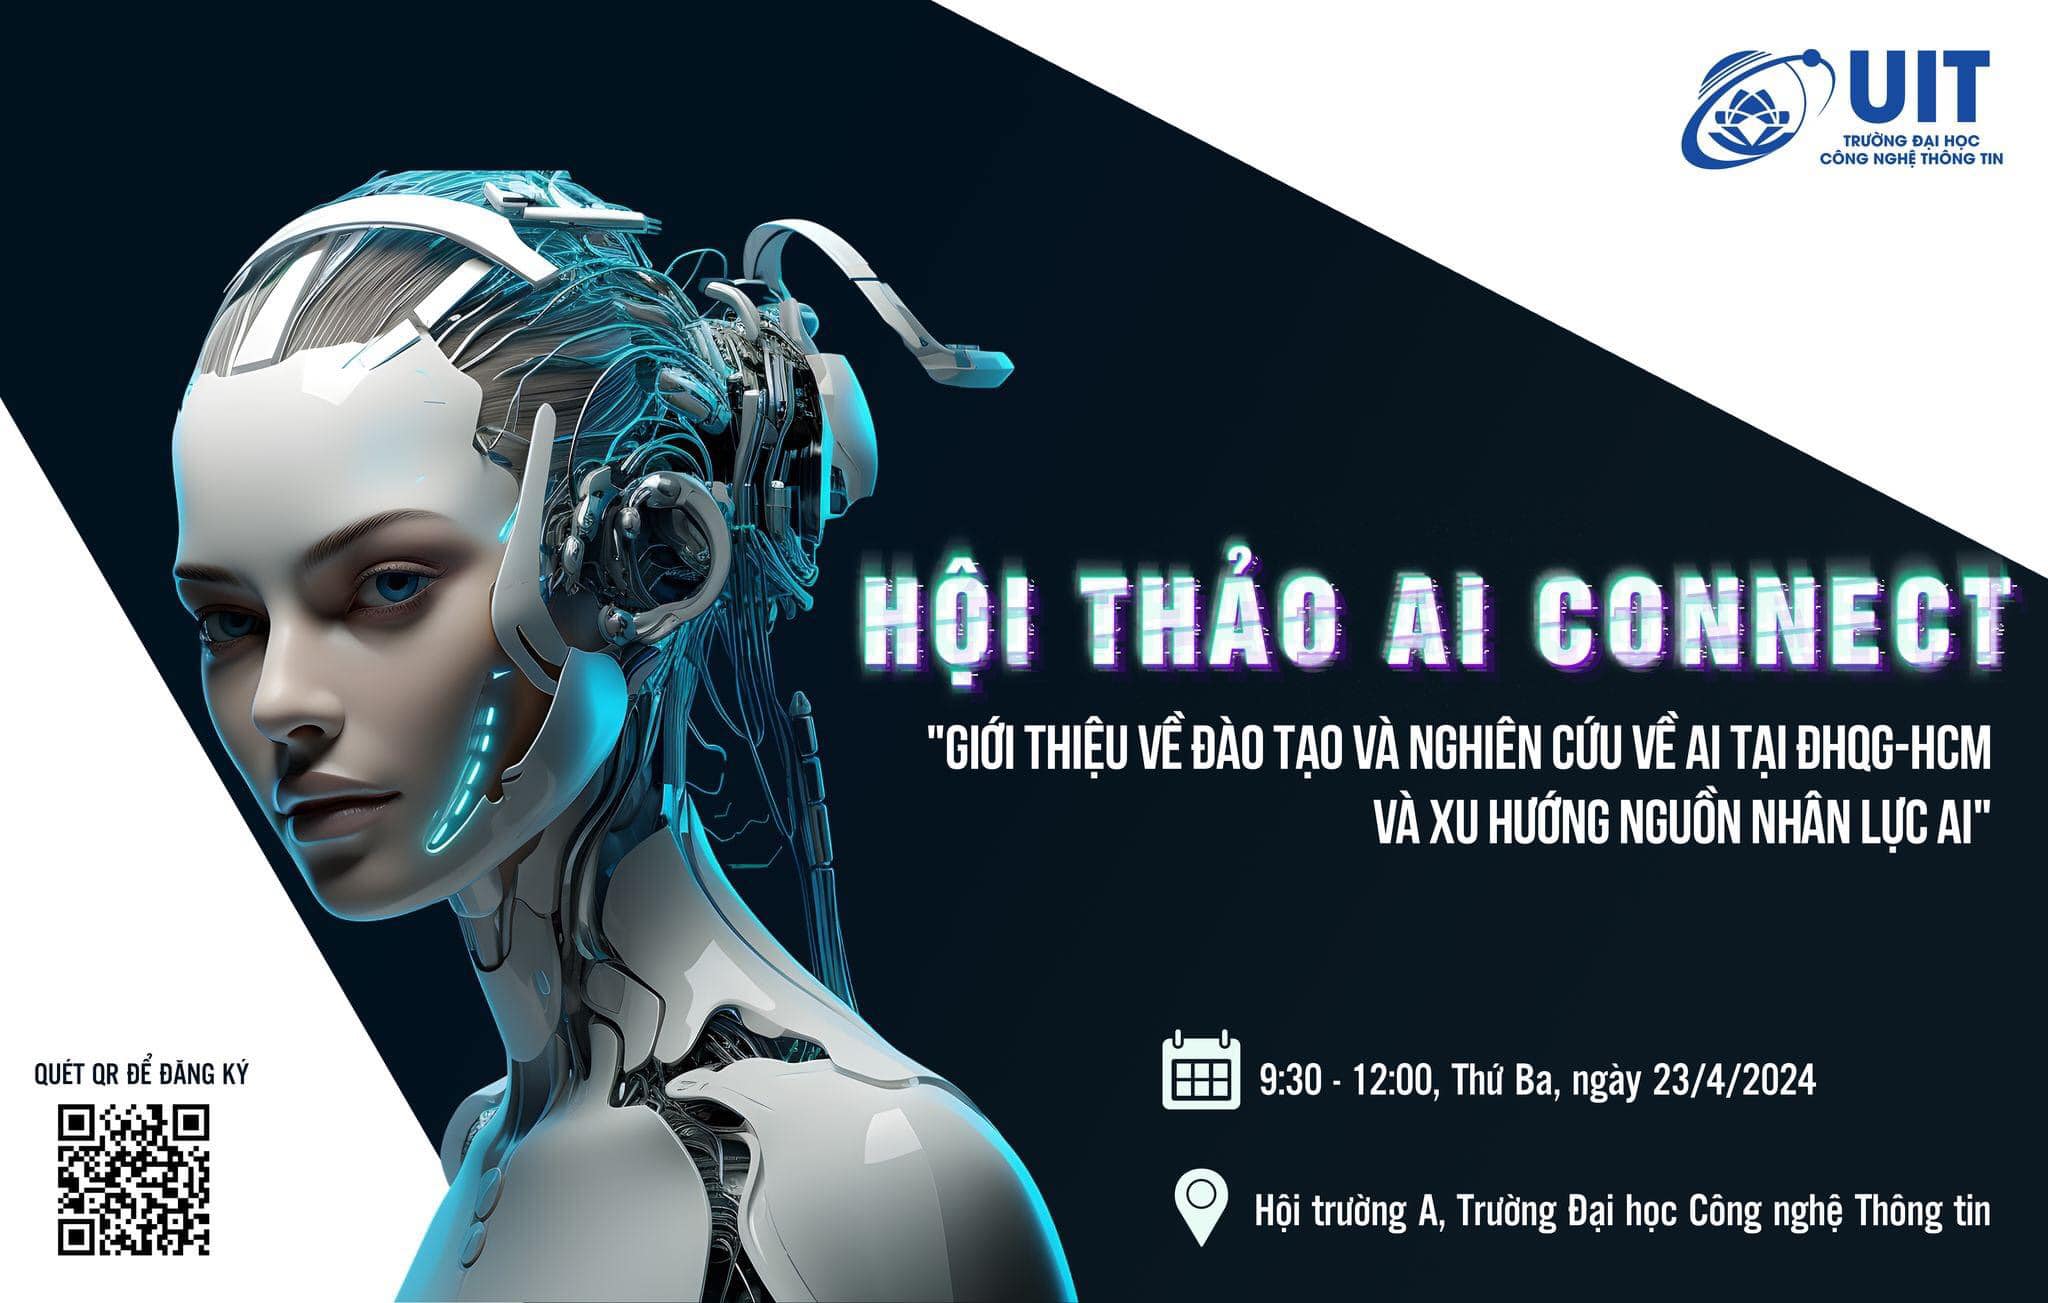 UIT
TRƯỜNG ĐẠI HỌC
CÔNG NGHỆ THÔNG TIN
HỘI THẢO AI CONNECT
"GIỚI THIỆU VỀ ĐÀO TẠO VÀ NGHIÊN CỨU VỀ AI TẠI ĐHQG-HCM
VÀ XU HƯỚNG NGUỒN NHÂN LỰC AI"
9:30 - 12:00, Thứ Ba, ngày 23/4/2024
Hội trường A, Trường Đại học Công nghệ Thông tin
QUÉT QR ĐỂ ĐĂNG KÝ